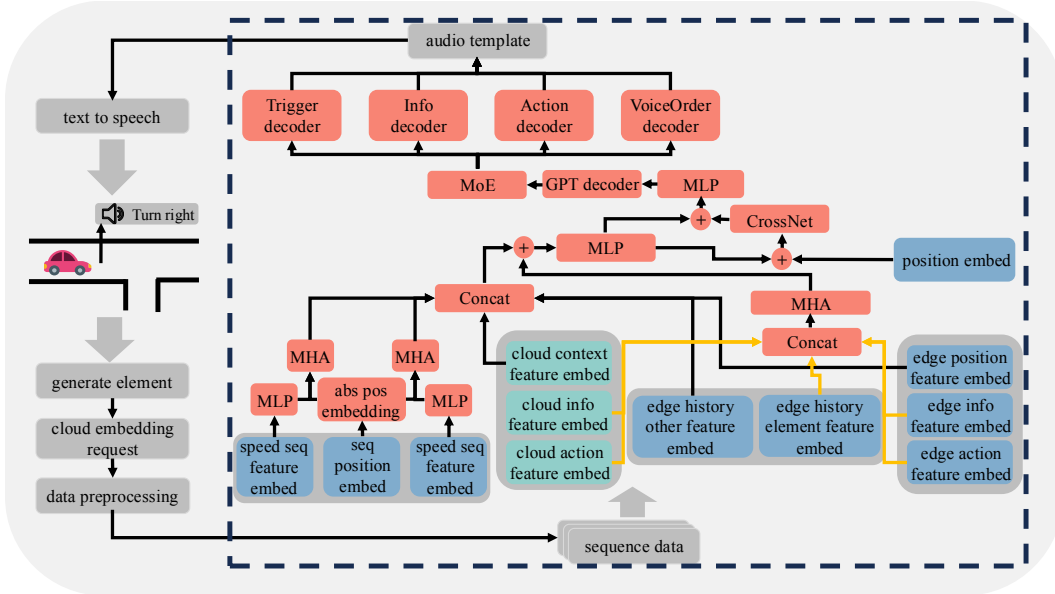 audio template
text to speech
Trigger
decoder
Info
decoder
Action
decoder
VoiceOrder
decoder
MoE
GPT decoder
MLP
Turn right
CrossNet
+
+
MLP
+
position embed
Concat
MHA
MHA
MHA
Concat
generate element
cloud context
feature embed
edge position
feature embed
MLP
abs pos
embedding
MLP
cloud info
feature embed
edge history
other feature
embed
edge history
element feature
embed
edge info
feature embed
cloud embedding
request
speed seq
feature
embed
seq
position
embed
speed seq
feature
embed
cloud action
feature embed
edge action
feature embed
data preprocessing
sequence data